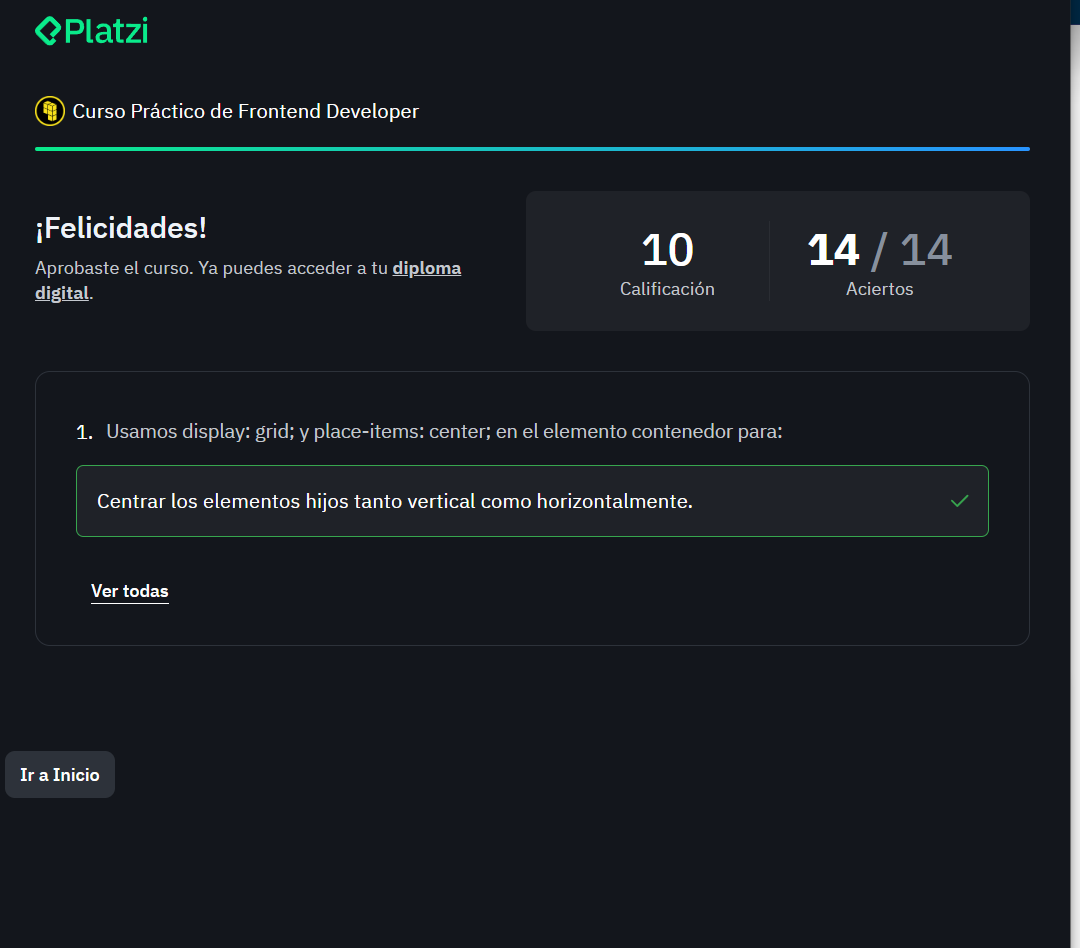 Platzi
Curso Práctico de Frontend Developer
¡Felicidades!
Aprobaste el curso. Ya puedes acceder a tu diploma
digital.
10
Calificación
14 / 14
Aciertos
1. Usamos display: grid; y place-items: center; en el elemento contenedor para:
Centrar los elementos hijos tanto vertical como horizontalmente.
Ver todas
Ir a Inicio